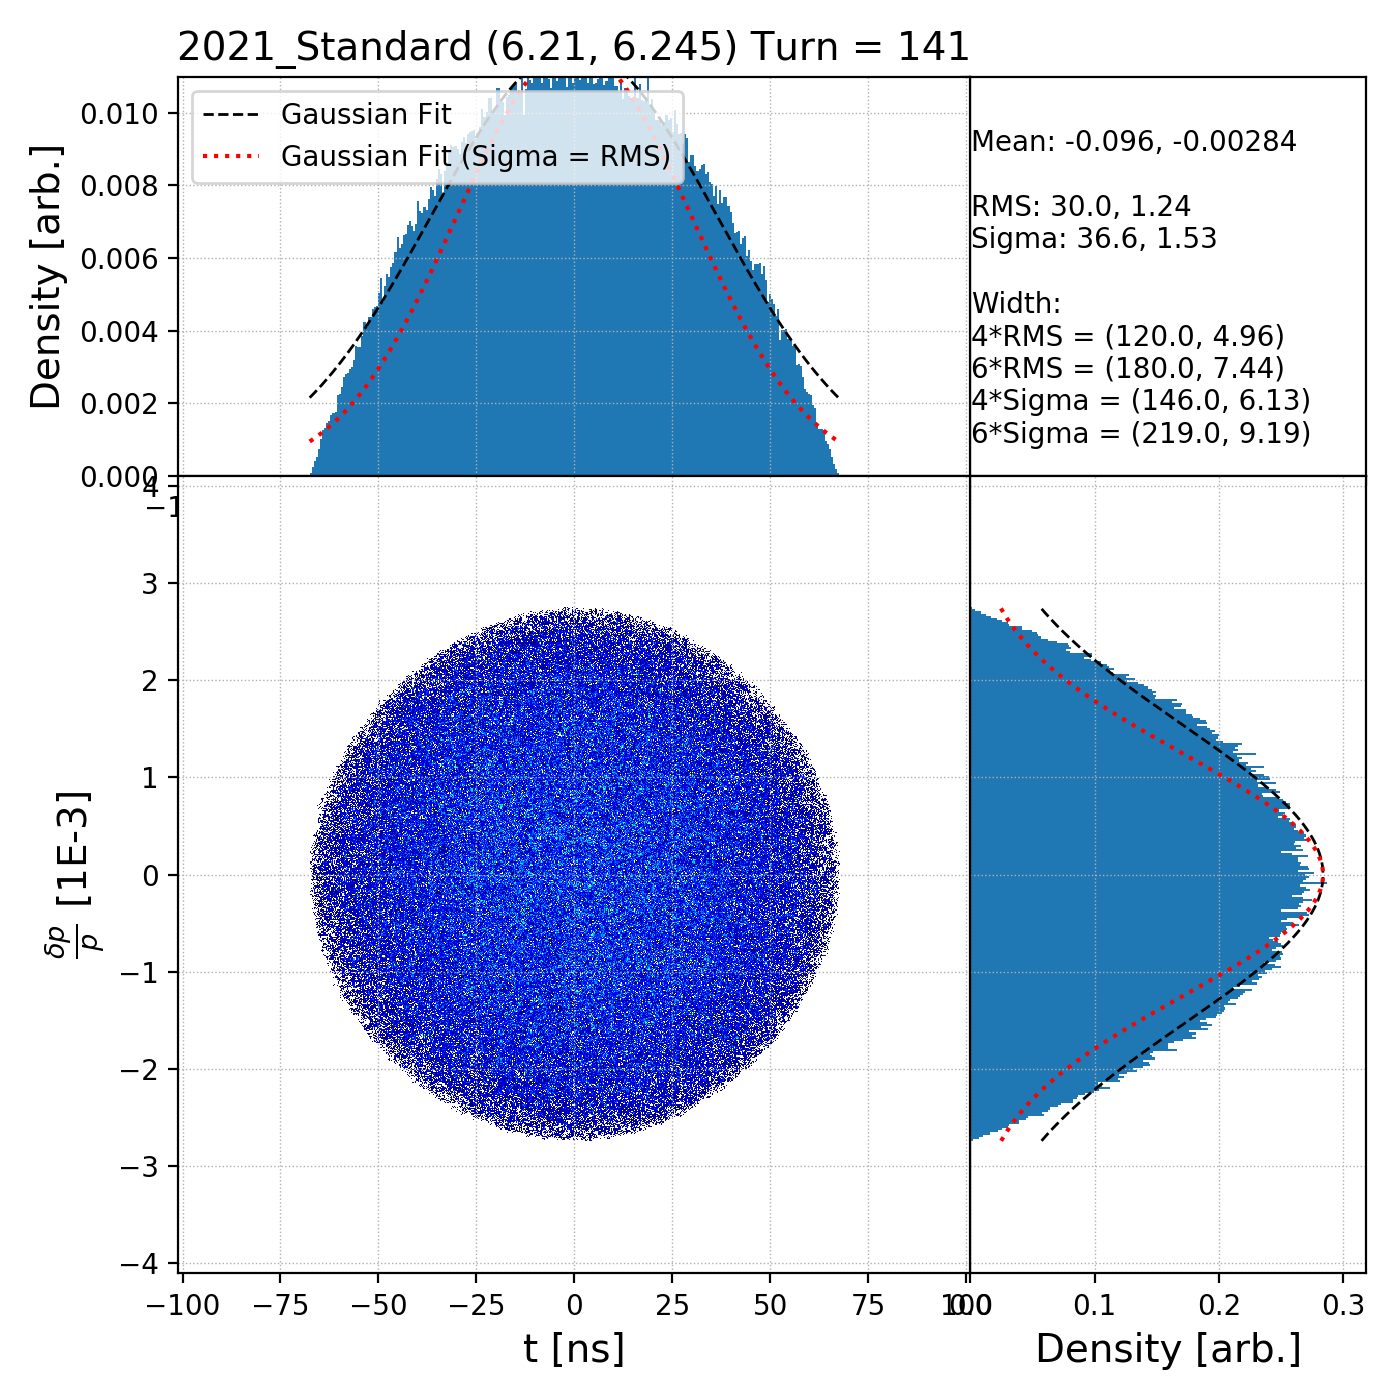 2021_Standard (6.21, 6.245) Turn = 141
Gaussian Fit
Gaussian Fit (Sigma = RMS)
Density [arb.]
0.010
0.008
0.006
0.004
0.002
0.000
−1
Mean: -0.096, -0.00284
RMS: 30.0, 1.24
Sigma: 36.6, 1.53
Width:
4*RMS = (120.0, 4.96)
6*RMS = (180.0, 7.44)
4*Sigma = (146.0, 6.13)
6*Sigma = (219.0, 9.19)
δp/p [1E-3]
4
3
2
1
0
−1
−2
−3
−4
−100 −75 −50 −25 0 25 50 75 100
t [ns]
0.0 0.1 0.2 0.3
Density [arb.]